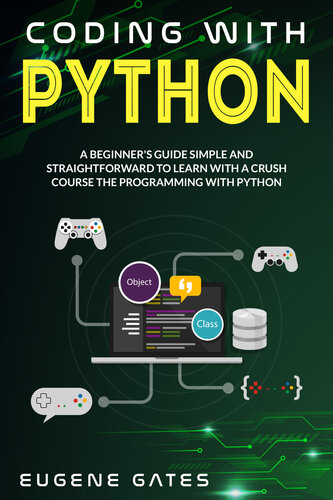 CODING WITH
PYTHON
A BEGINNER'S GUIDE SIMPLE AND
STRAIGHTFORWARD TO LEARN WITH A CRUSH
COURSE THE PROGRAMMING WITH PYTHON
Object
Class
EUGENE GATES